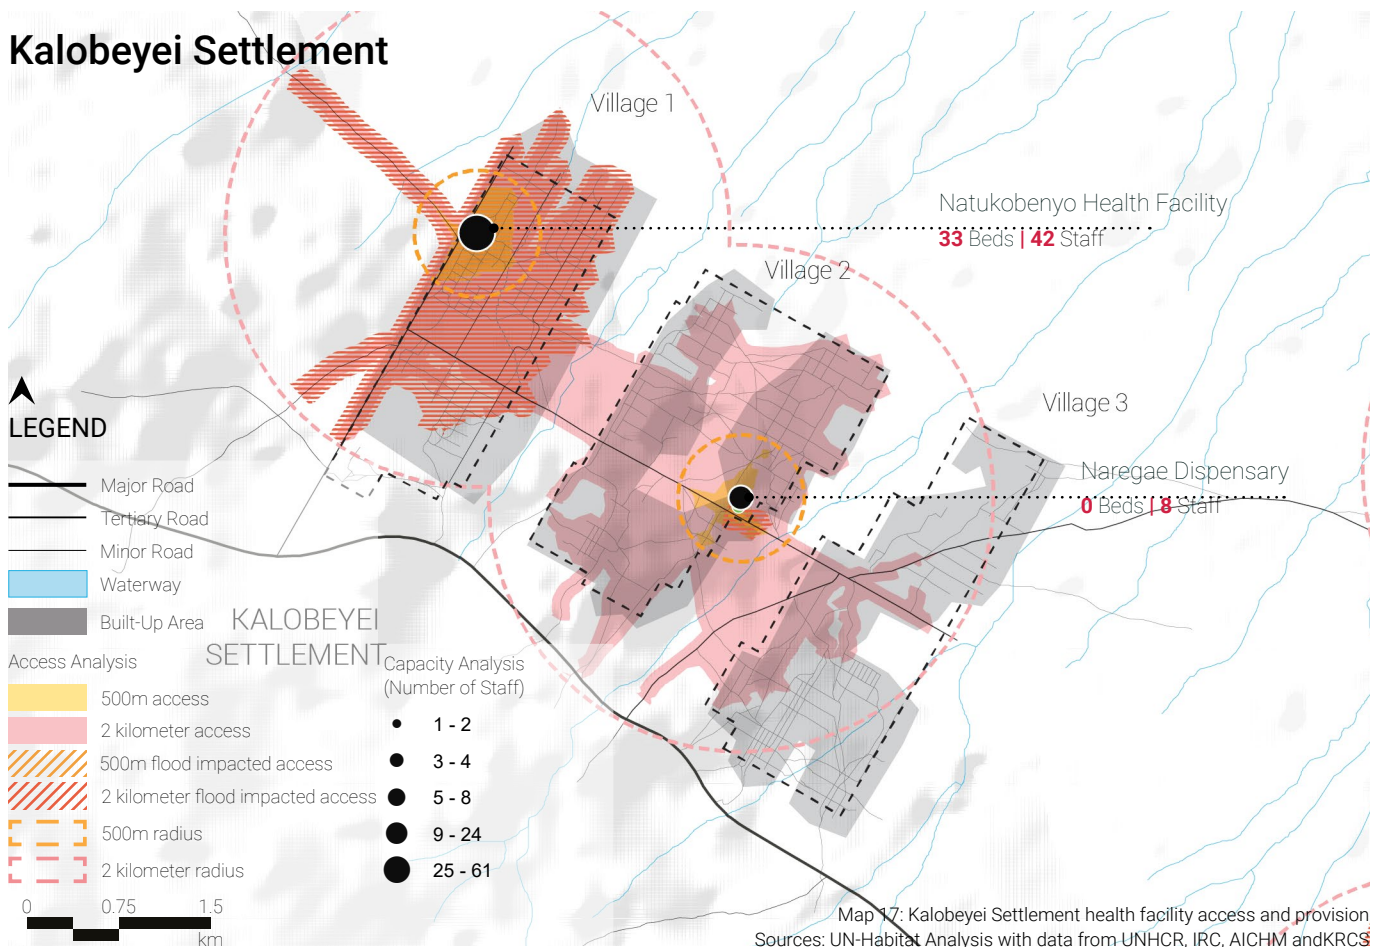 Kalobeyei Settlement
Village 1
Natukobenyo Health Facility
33 Beds | 42 Staff
Village 2
Village 3
Naregae Dispensary
0 Beds | 8 Staff
LEGEND
Major Road
Tertiary Road
Minor Road
Waterway
Built-Up Area
KALOBEYEI
SETTLEMENT
Access Analysis
500m access
2 kilometer access
500m flood impacted access
2 kilometer flood impacted access
500m radius
2 kilometer radius
Capacity Analysis
(Number of Staff)
1 - 2
3 - 4
5 - 8
9 - 24
25 - 61
0 0.75 1.5
km
Map 17: Kalobeyei Settlement health facility access and provision
Sources: UN-Habitat Analysis with data from UNHCR, IRC, AICHM andKRCS